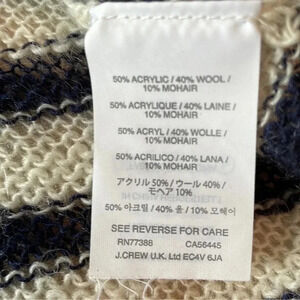 50% ACRYLIC / 40% WOOL /
10% MOHAIR
50% ACRYLIQUE / 40% LAINE /
10% MOHAIR
50% ACRYL / 40% WOLLE /
10% MOHAIR
50% ACRILICO / 40% LANA /
10% MOHAIR
アクリル 50% / ウール 40% /
モヘア 10%
50% 아크릴 / 40% 울 / 10% 모헤어
SEE REVERSE FOR CARE
RN77388 CA56445
J.CREW U.K. Ltd EC4V 6JA